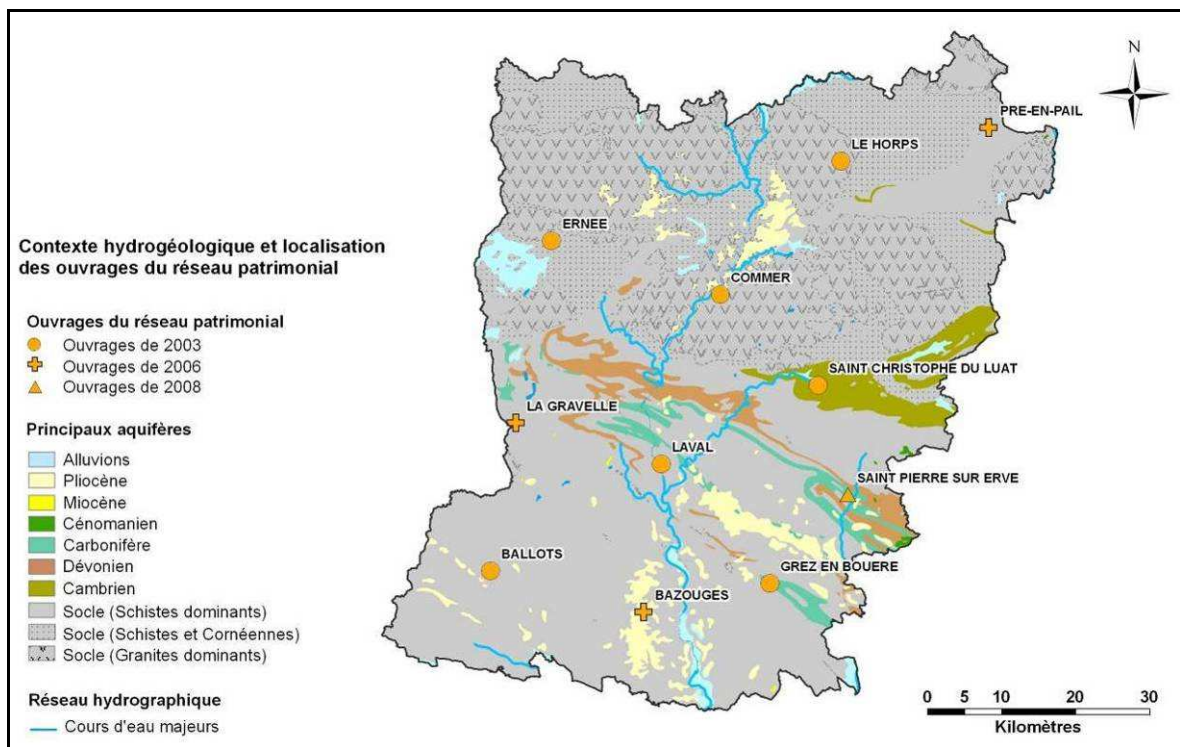 N
PRE-EN-PAIL
LE HORPS
ERNEE
COMMER
SAINT CHRISTOPHE DU LUAT
LA GRAVELLE
LAVAL
SAINT PIERRE SUR ERVE
BALLOTS
GREZ EN BOUERE
BAZOUGES
Contexte hydrogéologique et localisation
des ouvrages du réseau patrimonial
Ouvrages du réseau patrimonial
Ouvrages de 2003
Ouvrages de 2006
Ouvrages de 2008
Principaux aquifères
Alluvions
Pliocène
Miocène
Cénomanien
Carbonifère
Dévonien
Cambrien
Socle (Schistes dominants)
Socle (Schistes et Cornéennes)
Socle (Granites dominants)
Réseau hydrographique
Cours d'eau majeurs
0 5 10 20 30
Kilomètres